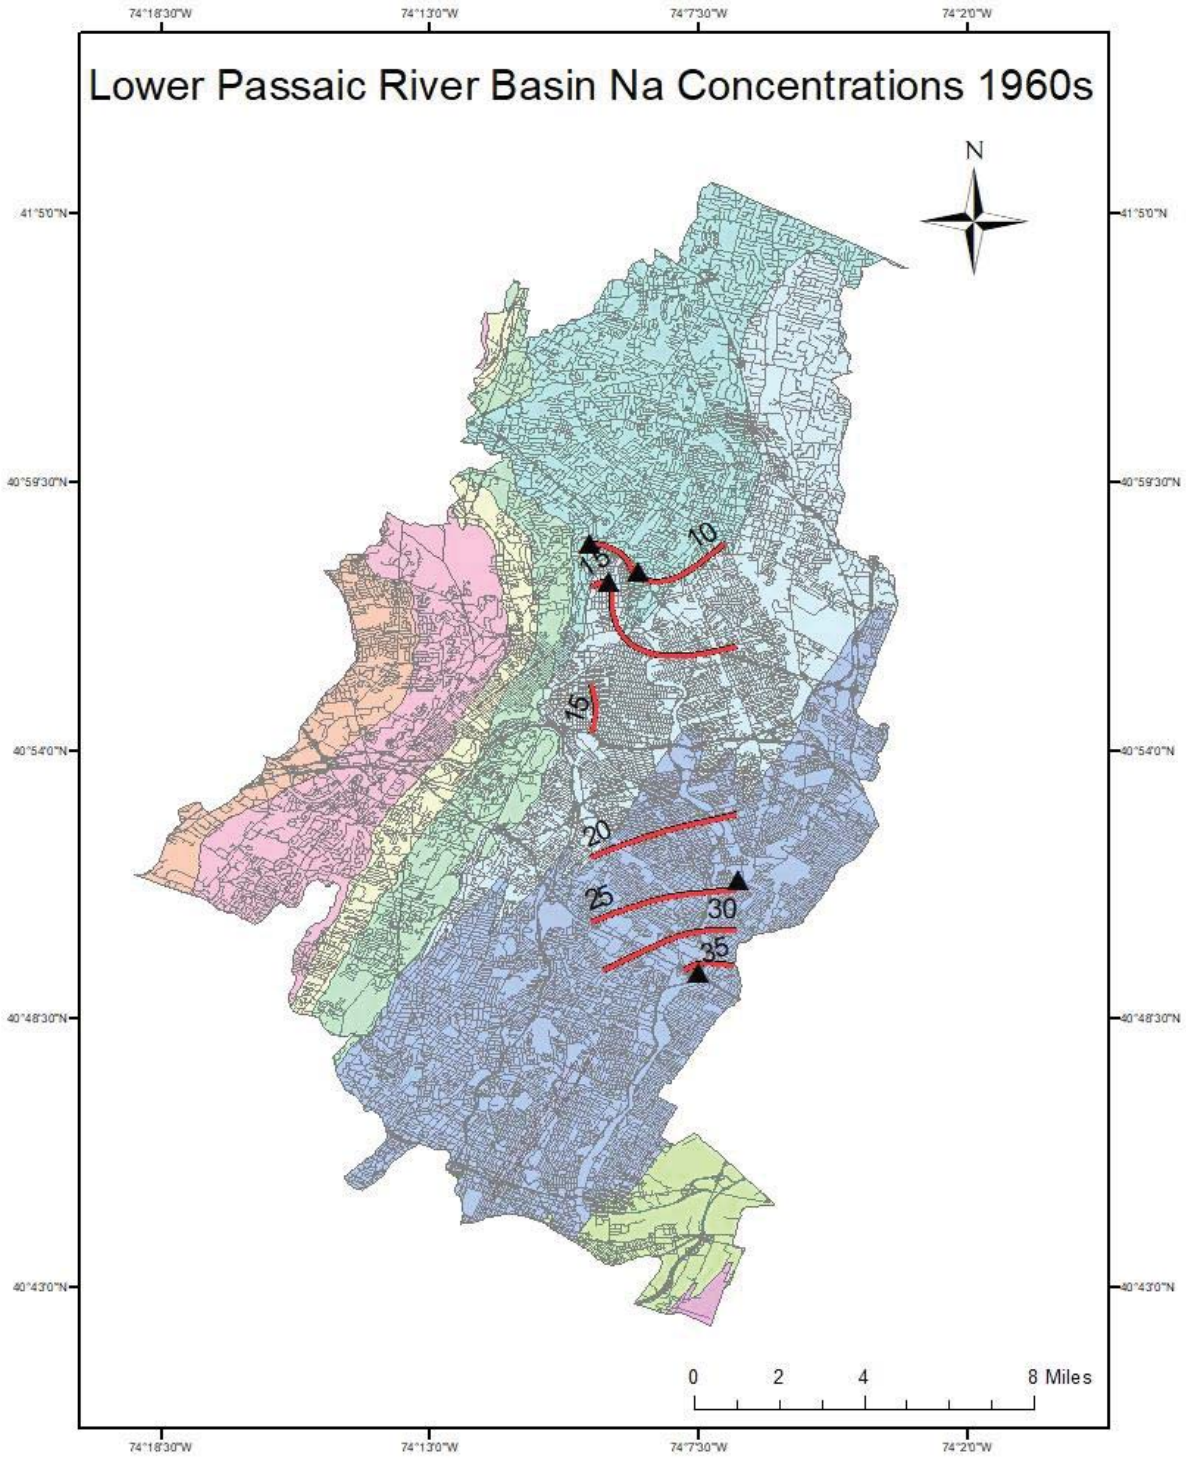 74°18'30"W 74°13'0"W 74°7'30"W 74°2'0"W
Lower Passaic River Basin Na Concentrations 1960s
N
41°5'0"N 41°5'0"N
40°59'30"N 40°59'30"N
10
15
15
40°54'0"N 40°54'0"N
20
25
30
35
40°48'30"N 40°48'30"N
40°43'0"N 40°43'0"N
0 2 4 8 Miles
74°18'30"W 74°13'0"W 74°7'30"W 74°2'0"W